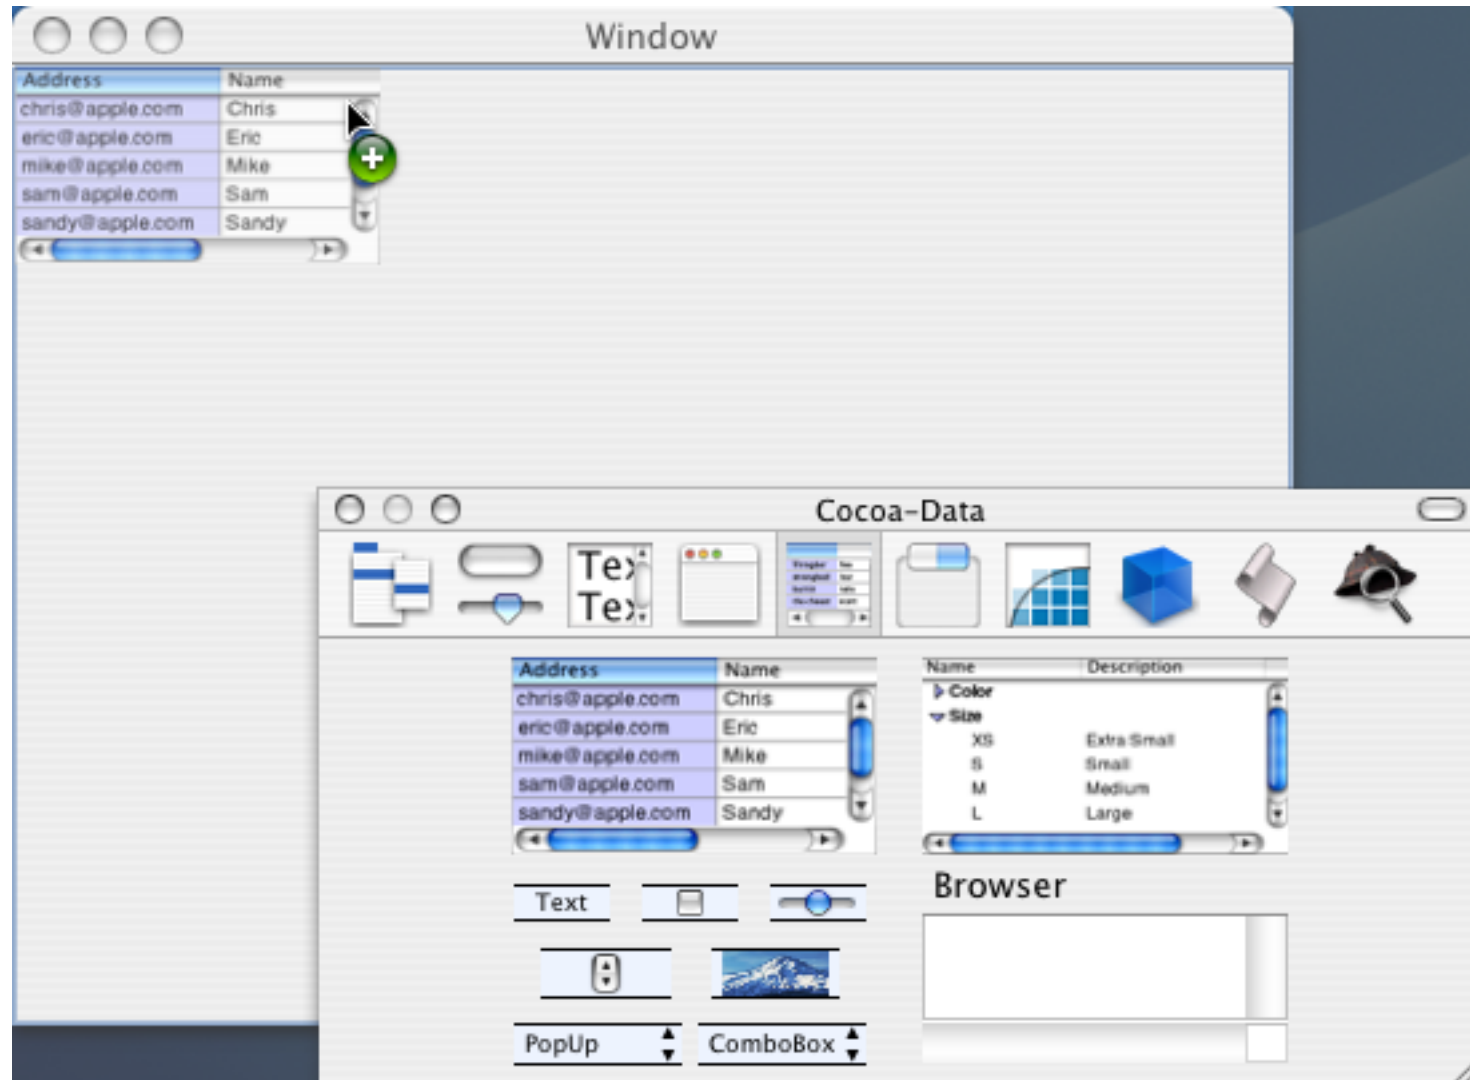 Window
Address Name
chris@apple.com Chris
eric@apple.com Eric
mike@apple.com Mike
sam@apple.com Sam
sandy@apple.com Sandy
Cocoa-Data
Tex
Tex
Address Name
chris@apple.com Chris
eric@apple.com Eric
mike@apple.com Mike
sam@apple.com Sam
sandy@apple.com Sandy
Name Description
Color
Size
XS Extra Small
S Small
M Medium
L Large
Text
Browser
PopUp
ComboBox